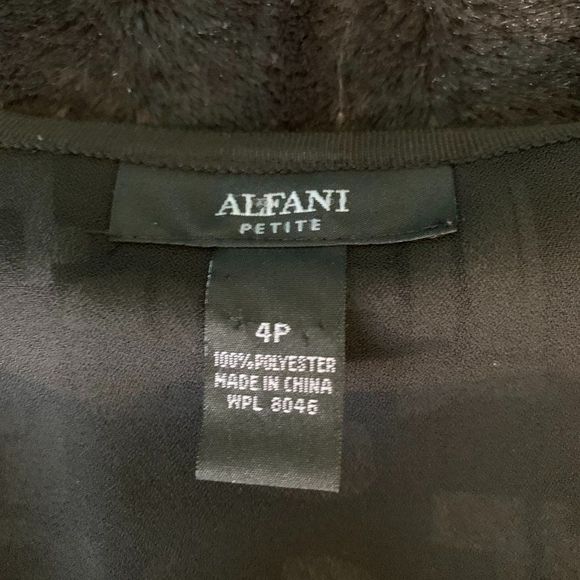 ALFANI
PETITE
4P
100% POLYESTER
MADE IN CHINA
WPL 8046